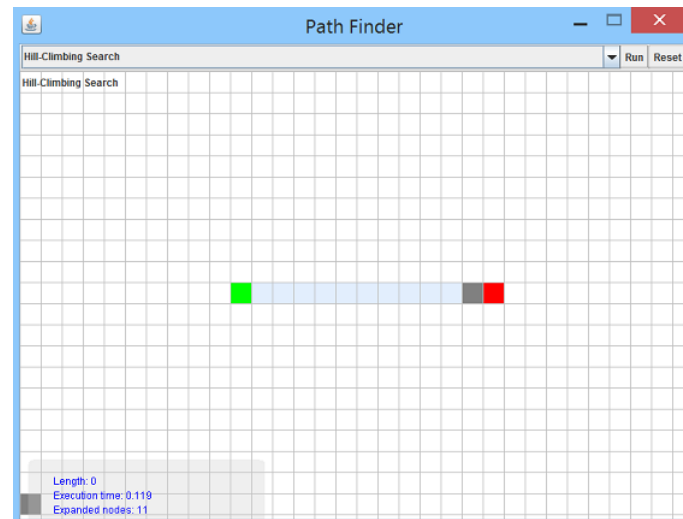 Path Finder
Hill-Climbing Search
Run
Reset
Hill-Climbing Search
Length: 0
Execution time: 0.119
Expanded nodes: 11